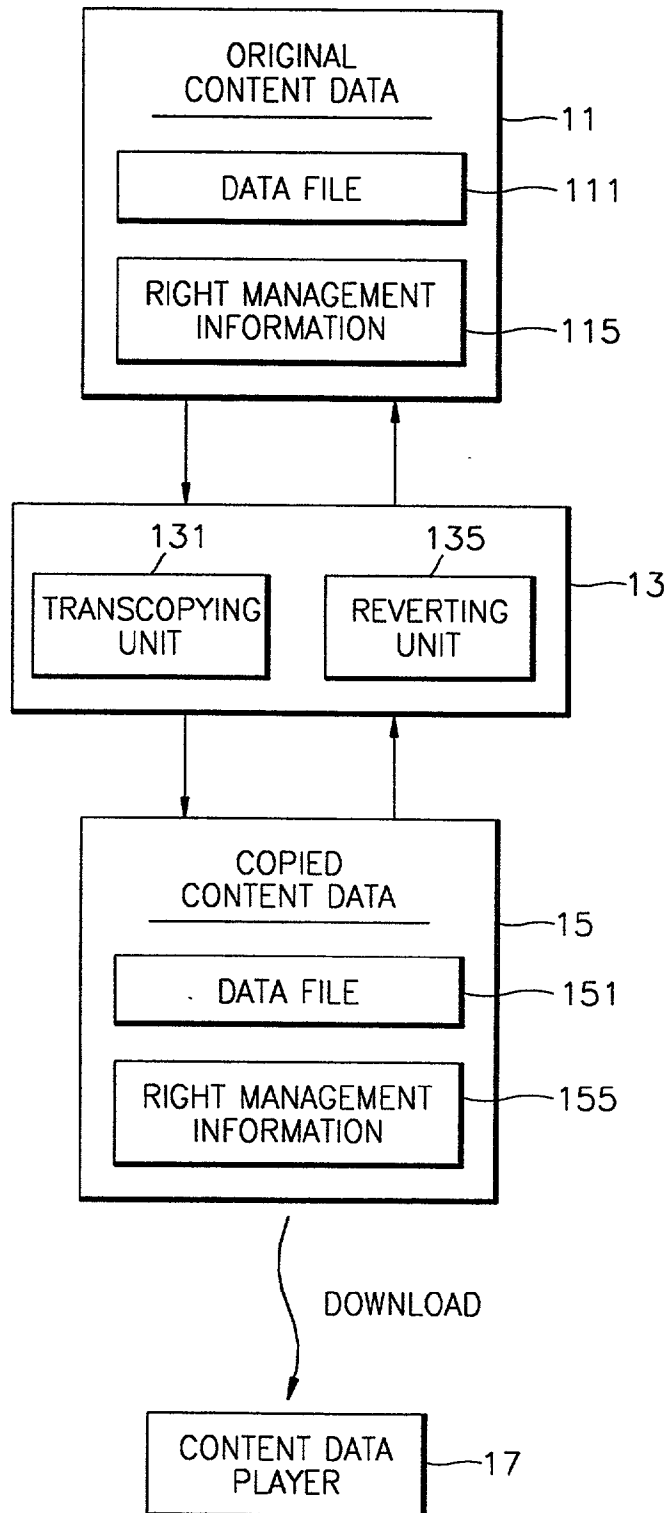 ORIGINAL
CONTENT DATA
11
DATA FILE
111
RIGHT MANAGEMENT
INFORMATION
115
131
135
TRANSCOPYING
UNIT
REVERTING
UNIT
13
COPIED
CONTENT DATA
15
DATA FILE
151
RIGHT MANAGEMENT
INFORMATION
155
DOWNLOAD
CONTENT DATA
PLAYER
17